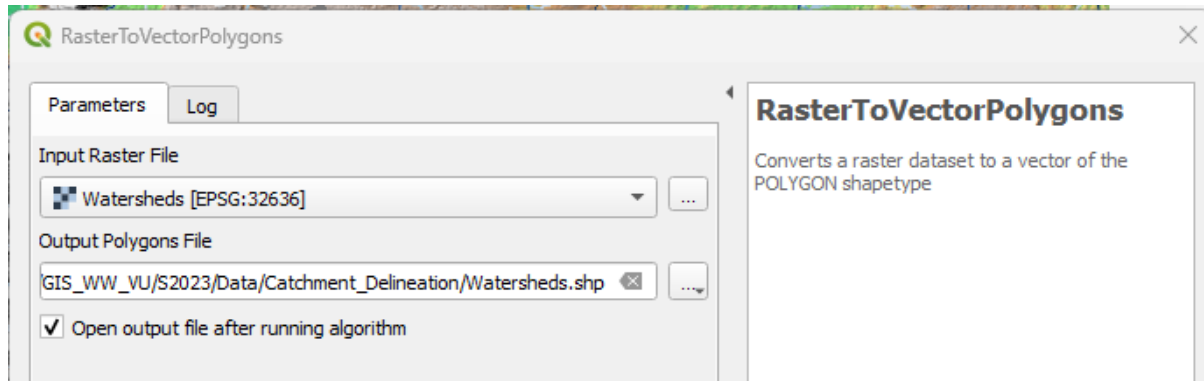 RasterToVectorPolygons
Parameters
Log
Input Raster File
Watersheds [EPSG:32636]
...
Output Polygons File
GIS_WW_VU/S2023/Data/Catchment_Delineation/Watersheds.shp
...
Open output file after running algorithm
RasterToVectorPolygons
Converts a raster dataset to a vector of the
POLYGON shapetype